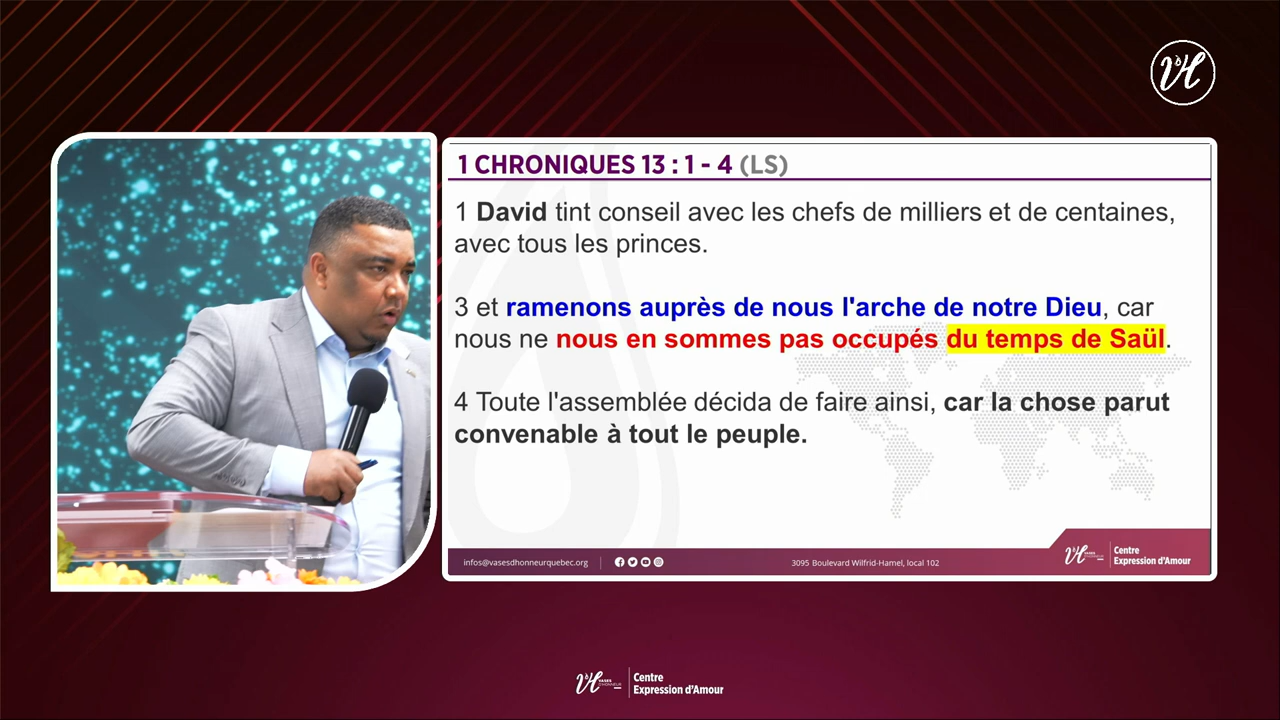 VH
1 CHRONIQUES 13 : 1 - 4 (LS)
1 David tint conseil avec les chefs de milliers et de centaines,
avec tous les princes.
3 et ramenons auprès de nous l'arche de notre Dieu, car
nous ne nous en sommes pas occupés du temps de Saül.
4 Toute l'assemblée décida de faire ainsi, car la chose parut
convenable à tout le peuple.
infos@vasesdhonneurquebec.org
3095 Boulevard Wilfrid-Hamel, local 102
Centre
Expression d'Amour
Centre
Expression d'Amour